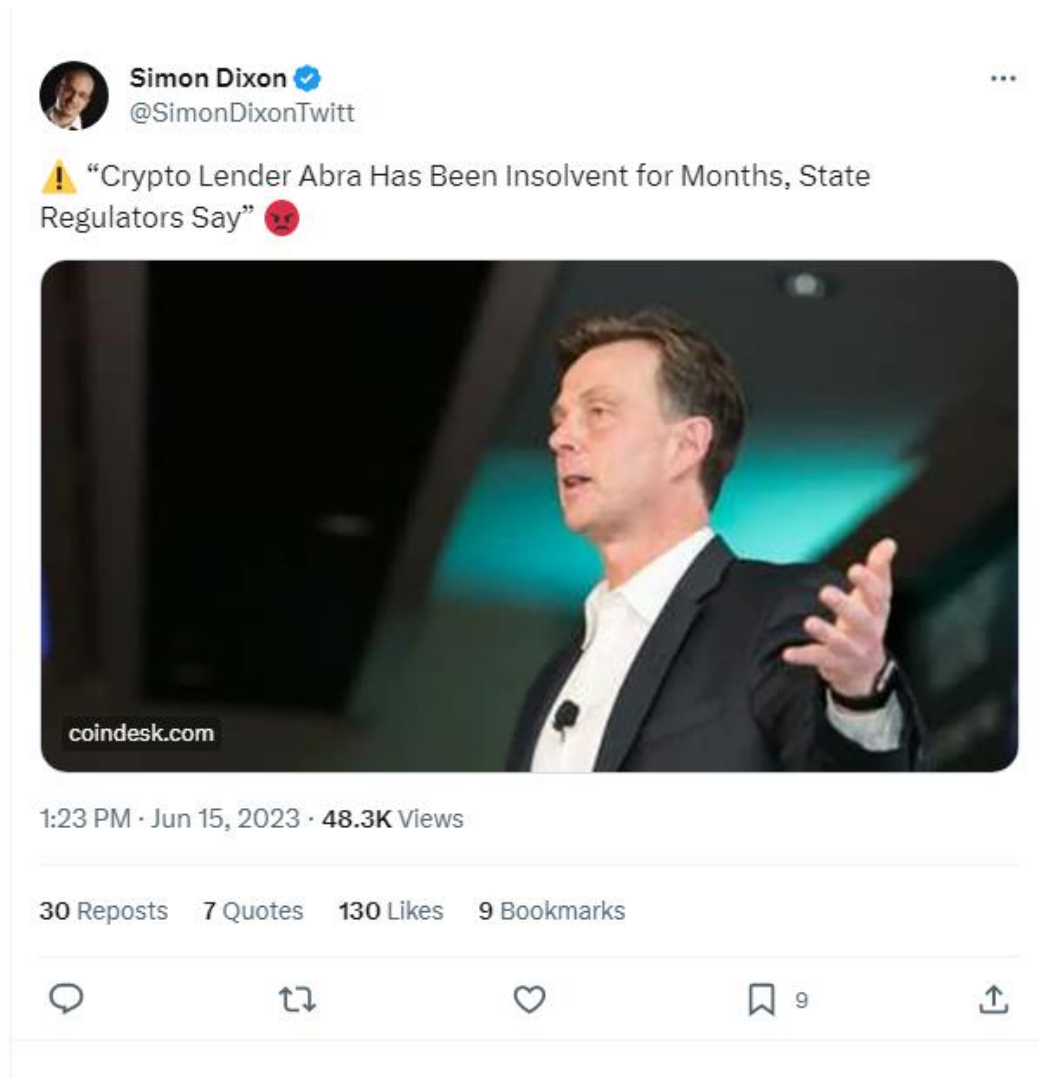 Simon Dixon
@SimonDixonTwitt
⚠️ “Crypto Lender Abra Has Been Insolvent for Months, State
Regulators Say” 😡
coindesk.com
1:23 PM · Jun 15, 2023 · 48.3K Views
30 Reposts 7 Quotes 130 Likes 9 Bookmarks
9